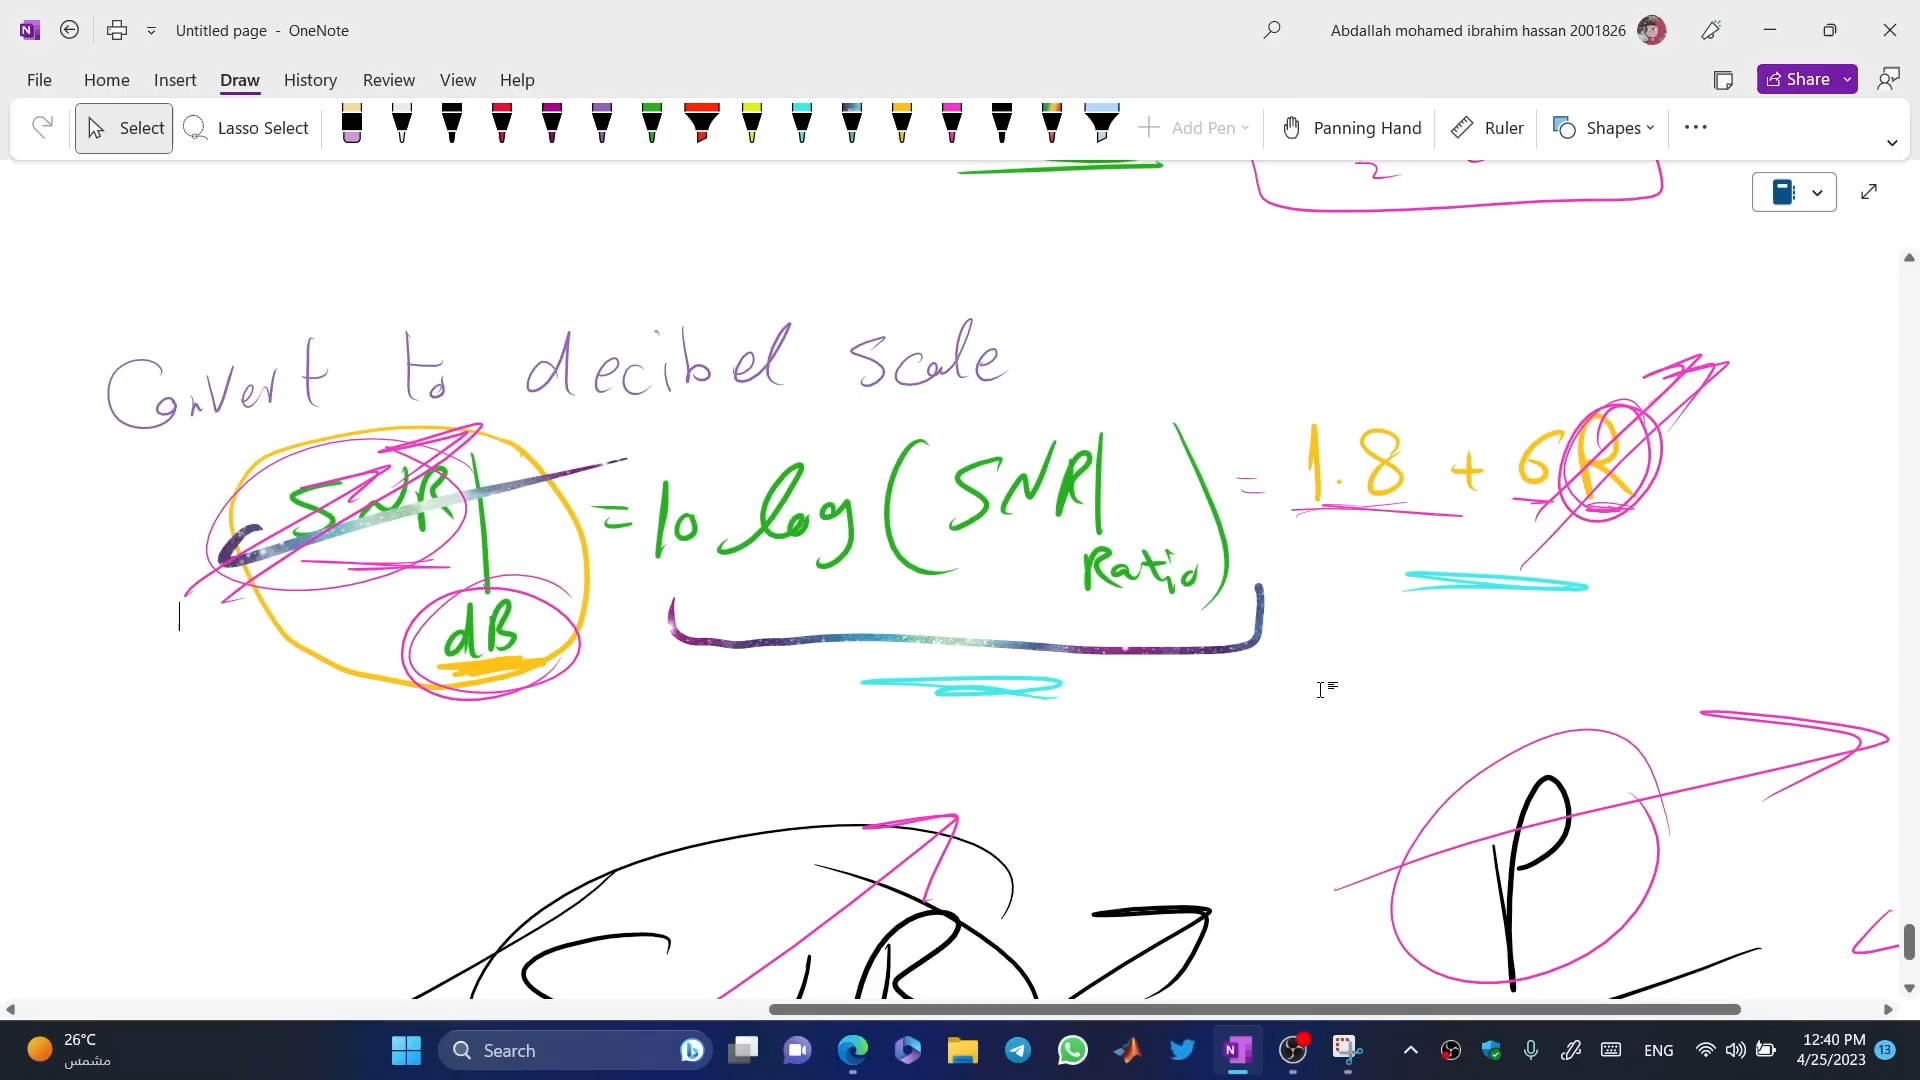 Untitled page - OneNote
Abdallah mohamed ibrahim hassan 2001826
File Home Insert Draw History Review View Help
Share
Select
Lasso Select
Add Pen
Panning Hand
Ruler
Shapes
2
Convert to decibel scale
SNR|dB = 10 log (SNR|Ratio) = 1.8 + 6R
P
S
R
26°C
مشمس
Search
ENG
12:40 PM
4/25/2023
13